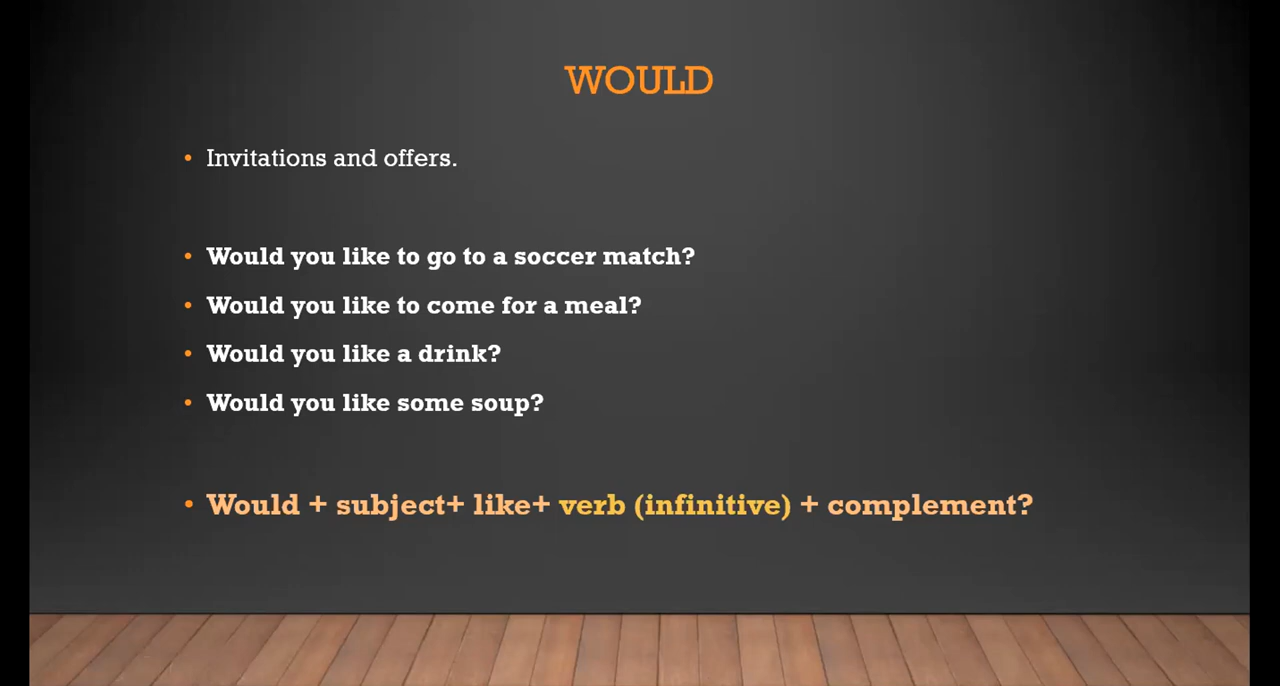 WOULD
• Invitations and offers.
• Would you like to go to a soccer match?
• Would you like to come for a meal?
• Would you like a drink?
• Would you like some soup?
• Would + subject+ like+ verb (infinitive) + complement?